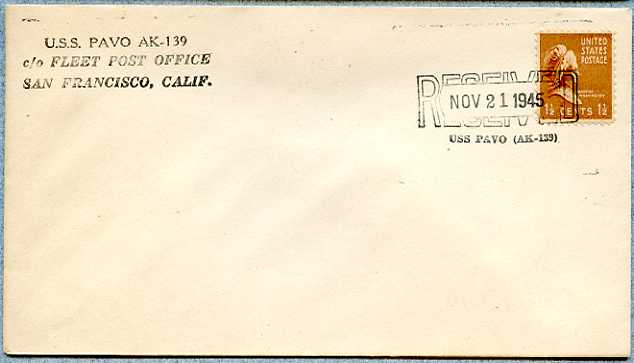 U.S.S. PAVO AK-139
c/o FLEET POST OFFICE
SAN FRANCISCO, CALIF.
UNITED
STATES
POSTAGE
RECEIVED
NOV 21 1945
1½ CENTS 1½
USS PAVO (AK-139)